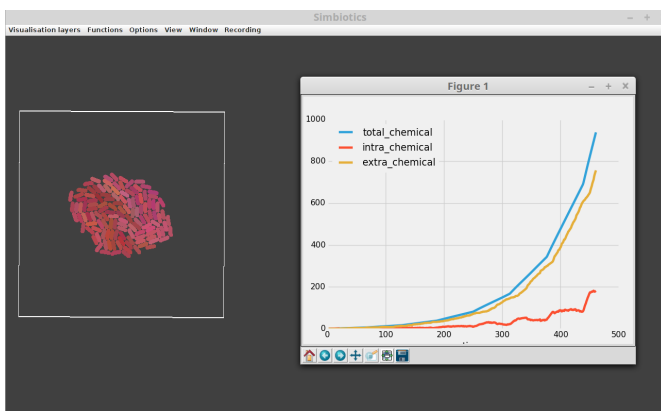 Simbiotics
Visualisation layers Functions Options View Window Recording
Figure 1
1000
800
600
400
200
0
total_chemical
intra_chemical
extra_chemical
0 100 200 300 400 500